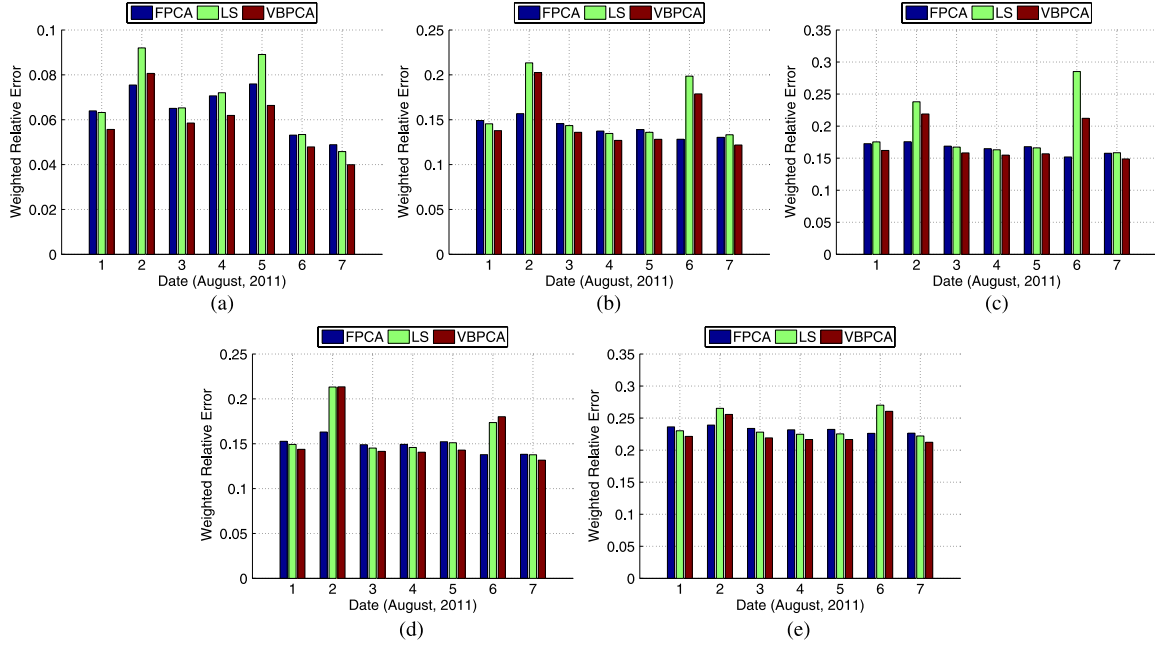 FPCA LS VBPCA
0.1
0.08
0.06
0.04
0.02
0
Weighted Relative Error
1 2 3 4 5 6 7
Date (August, 2011)
(a)
FPCA LS VBPCA
0.25
0.2
0.15
0.1
0.05
0
Weighted Relative Error
1 2 3 4 5 6 7
Date (August, 2011)
(b)
FPCA LS VBPCA
0.35
0.3
0.25
0.2
0.15
0.1
0.05
0
Weighted Relative Error
1 2 3 4 5 6 7
Date (August, 2011)
(c)
FPCA LS VBPCA
0.25
0.2
0.15
0.1
0.05
0
Weighted Relative Error
1 2 3 4 5 6 7
Date (August, 2011)
(d)
FPCA LS VBPCA
0.35
0.3
0.25
0.2
0.15
0.1
0.05
0
Weighted Relative Error
1 2 3 4 5 6 7
Date (August, 2011)
(e)